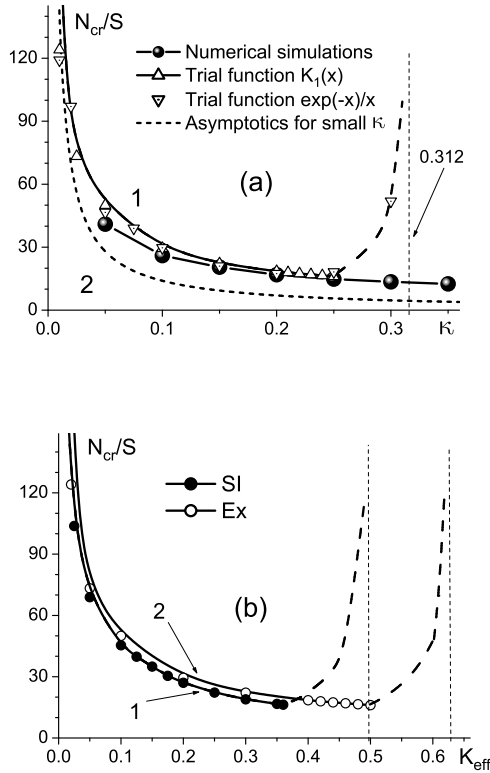 N_cr/S
120
90
60
30
0
Numerical simulations
Trial function K_1(x)
Trial function exp(-x)/x
Asymptotics for small κ
0.312
(a)
1
2
0.0
0.1
0.2
0.3
κ
N_cr/S
120
90
60
30
0
SI
Ex
(b)
2
1
0.0
0.1
0.2
0.3
0.4
0.5
0.6
K_eff